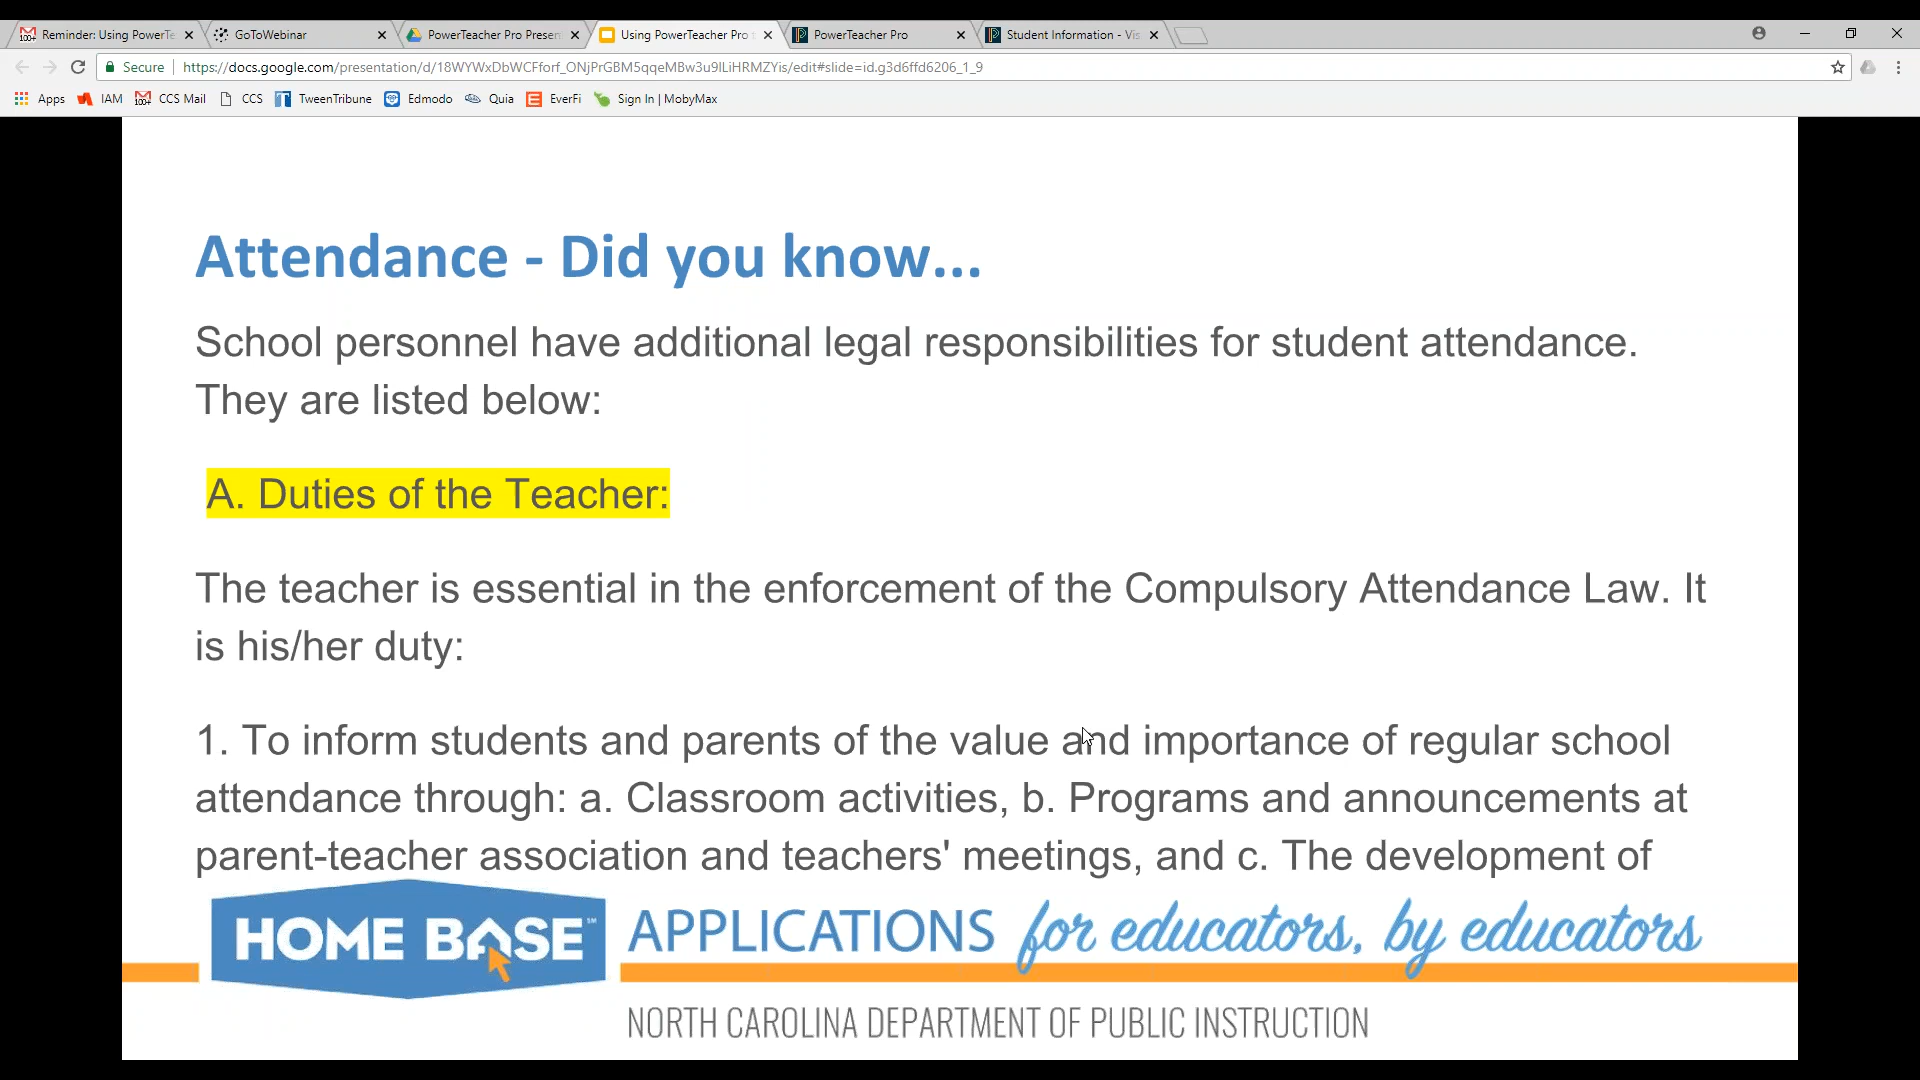 Reminder: Using PowerTe
GoToWebinar
PowerTeacher Pro Presen
Using PowerTeacher Pro
PowerTeacher Pro
Student Information - Vis
Secure
https://docs.google.com/presentation/d/18WYWxDbWCFforf_ONjPrGBM5qqeMBw3u9lLiHRMZYis/edit#slide=id.g3d6ffd6206_1_9
Apps IAM CCS Mail CCS TweenTribune Edmodo Quia EverFi Sign In | MobyMax
Attendance - Did you know...
School personnel have additional legal responsibilities for student attendance.
They are listed below:
A. Duties of the Teacher:
The teacher is essential in the enforcement of the Compulsory Attendance Law. It
is his/her duty:
1. To inform students and parents of the value and importance of regular school
attendance through: a. Classroom activities, b. Programs and announcements at
parent-teacher association and teachers' meetings, and c. The development of
HOME BASE℠
APPLICATIONS for educators, by educators
NORTH CAROLINA DEPARTMENT OF PUBLIC INSTRUCTION